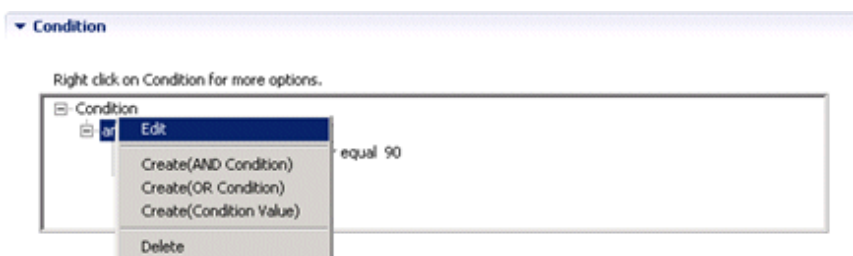 Condition
Right click on Condition for more options.
Condition
Edit
equal 90
Create(AND Condition)
Create(OR Condition)
Create(Condition Value)
Delete